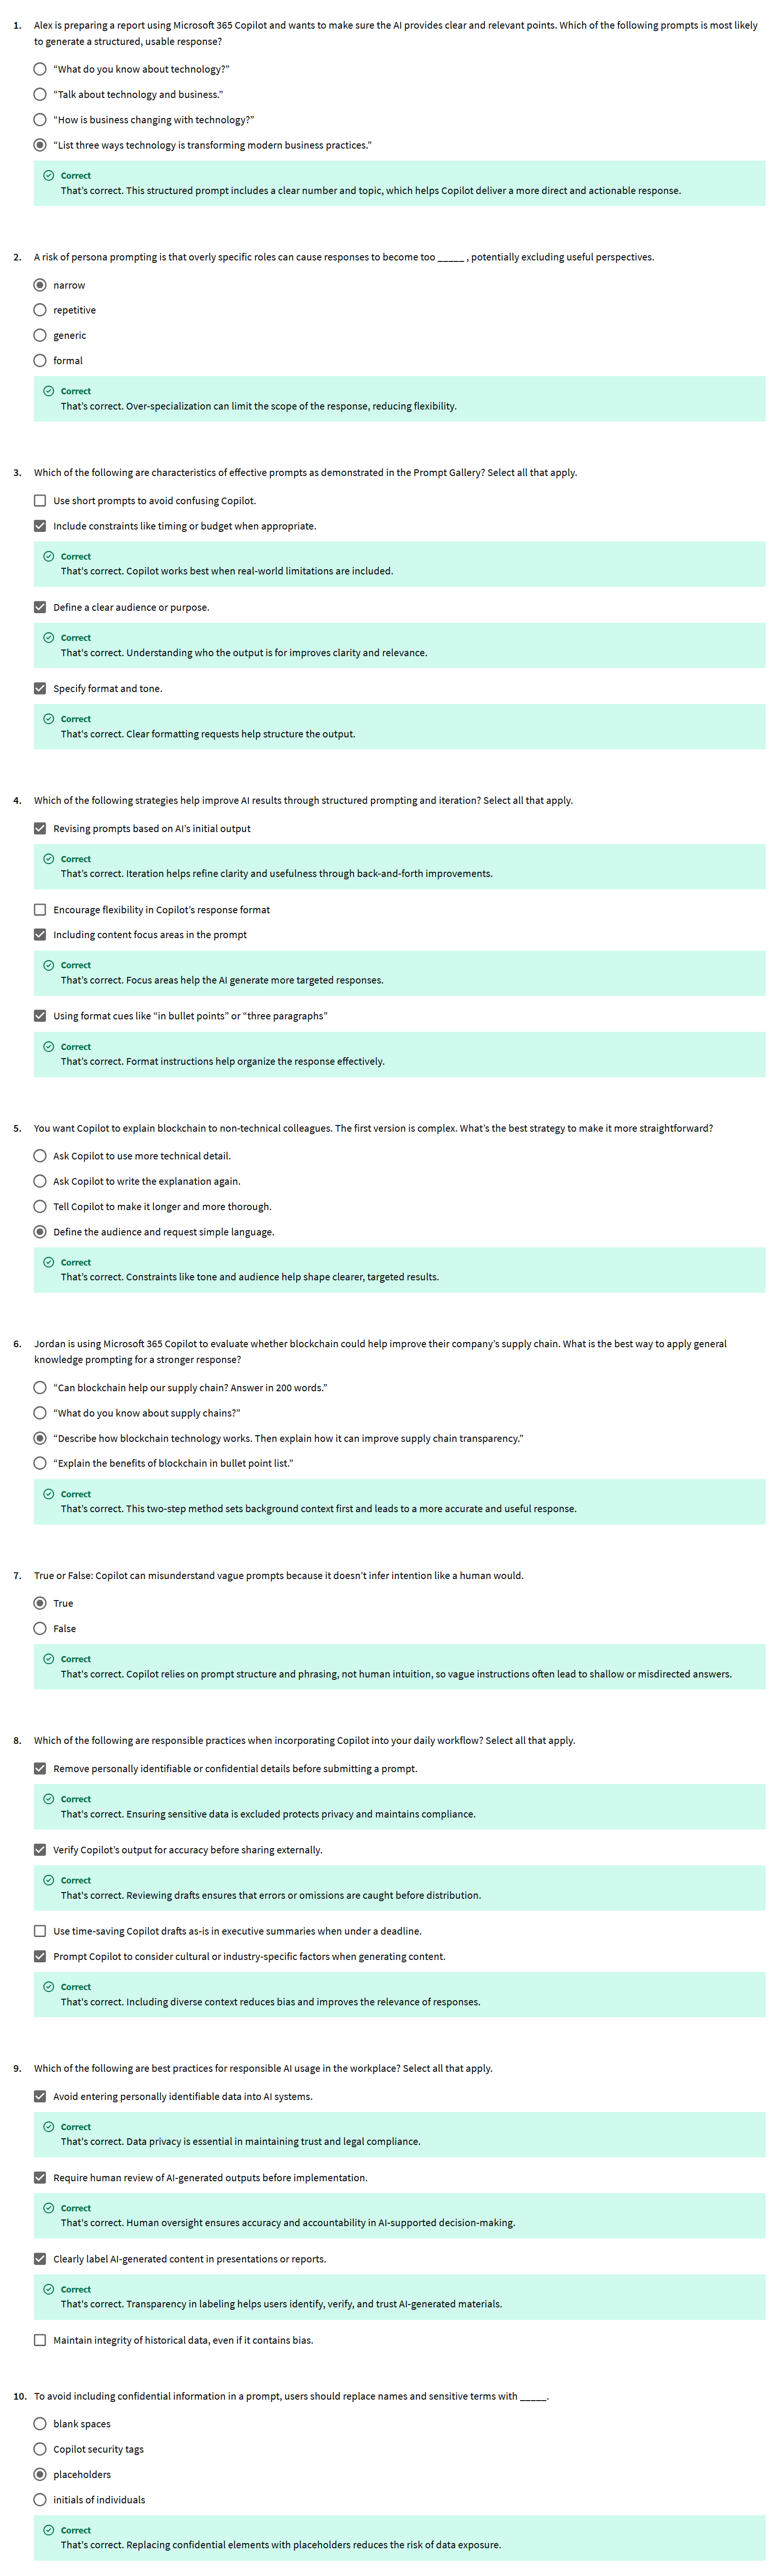 1. Alex is preparing a report using Microsoft 365 Copilot and wants to make sure the AI provides clear and relevant points. Which of the following prompts is most likely
to generate a structured, usable response?
“What do you know about technology?”
“Talk about technology and business.”
“How is business changing with technology?”
“List three ways technology is transforming modern business practices.”
Correct
That’s correct. This structured prompt includes a clear number and topic, which helps Copilot deliver a more direct and actionable response.
2. A risk of persona prompting is that overly specific roles can cause responses to become too _____ , potentially excluding useful perspectives.
narrow
repetitive
generic
formal
Correct
That’s correct. Over-specialization can limit the scope of the response, reducing flexibility.
3. Which of the following are characteristics of effective prompts as demonstrated in the Prompt Gallery? Select all that apply.
Use short prompts to avoid confusing Copilot.
Include constraints like timing or budget when appropriate.
Correct
That's correct. Copilot works best when real-world limitations are included.
Define a clear audience or purpose.
Correct
That's correct. Understanding who the output is for improves clarity and relevance.
Specify format and tone.
Correct
That's correct. Clear formatting requests help structure the output.
4. Which of the following strategies help improve AI results through structured prompting and iteration? Select all that apply.
Revising prompts based on AI’s initial output
Correct
That’s correct. Iteration helps refine clarity and usefulness through back-and-forth improvements.
Encourage flexibility in Copilot’s response format
Including content focus areas in the prompt
Correct
That’s correct. Focus areas help the AI generate more targeted responses.
Using format cues like “in bullet points” or “three paragraphs”
Correct
That’s correct. Format instructions help organize the response effectively.
5. You want Copilot to explain blockchain to non-technical colleagues. The first version is complex. What’s the best strategy to make it more straightforward?
Ask Copilot to use more technical detail.
Ask Copilot to write the explanation again.
Tell Copilot to make it longer and more thorough.
Define the audience and request simple language.
Correct
That’s correct. Constraints like tone and audience help shape clearer, targeted results.
6. Jordan is using Microsoft 365 Copilot to evaluate whether blockchain could help improve their company’s supply chain. What is the best way to apply general
knowledge prompting for a stronger response?
“Can blockchain help our supply chain? Answer in 200 words.”
“What do you know about supply chains?”
“Describe how blockchain technology works. Then explain how it can improve supply chain transparency.”
“Explain the benefits of blockchain in bullet point list.”
Correct
That’s correct. This two-step method sets background context first and leads to a more accurate and useful response.
7. True or False: Copilot can misunderstand vague prompts because it doesn’t infer intention like a human would.
True
False
Correct
That's correct. Copilot relies on prompt structure and phrasing, not human intuition, so vague instructions often lead to shallow or misdirected answers.
8. Which of the following are responsible practices when incorporating Copilot into your daily workflow? Select all that apply.
Remove personally identifiable or confidential details before submitting a prompt.
Correct
That's correct. Ensuring sensitive data is excluded protects privacy and maintains compliance.
Verify Copilot’s output for accuracy before sharing externally.
Correct
That's correct. Reviewing drafts ensures that errors or omissions are caught before distribution.
Use time-saving Copilot drafts as-is in executive summaries when under a deadline.
Prompt Copilot to consider cultural or industry-specific factors when generating content.
Correct
That's correct. Including diverse context reduces bias and improves the relevance of responses.
9. Which of the following are best practices for responsible AI usage in the workplace? Select all that apply.
Avoid entering personally identifiable data into AI systems.
Correct
That's correct. Data privacy is essential in maintaining trust and legal compliance.
Require human review of AI-generated outputs before implementation.
Correct
That's correct. Human oversight ensures accuracy and accountability in AI-supported decision-making.
Clearly label AI-generated content in presentations or reports.
Correct
That's correct. Transparency in labeling helps users identify, verify, and trust AI-generated materials.
Maintain integrity of historical data, even if it contains bias.
10. To avoid including confidential information in a prompt, users should replace names and sensitive terms with _____.
blank spaces
Copilot security tags
placeholders
initials of individuals
Correct
That's correct. Replacing confidential elements with placeholders reduces the risk of data exposure.